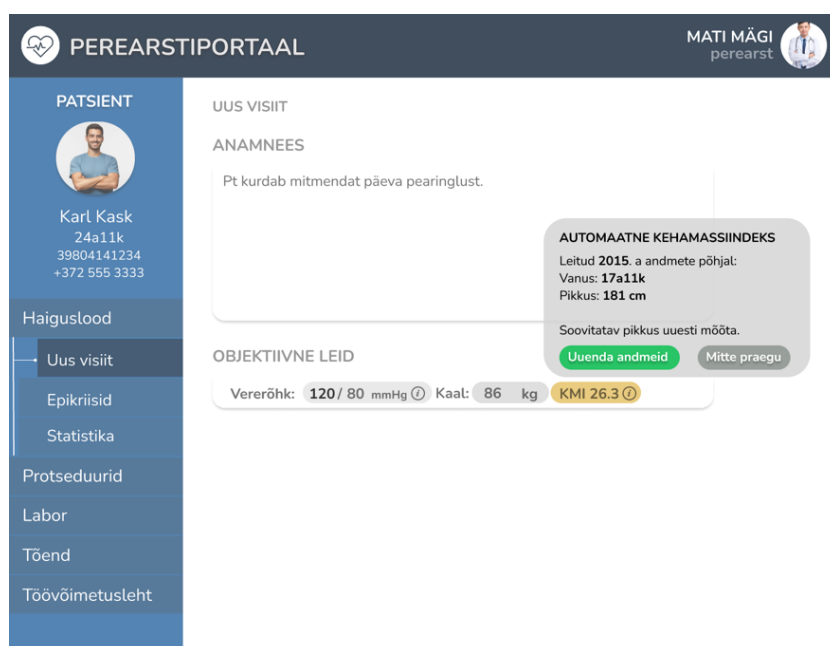 PEREARSTIPORTAAL
MATI MÄGI
perearst
PATSIENT
Karl Kask
24a11k
39804141234
+372 555 3333
Haiguslood
Uus visiit
Epikriisid
Statistika
Protseduurid
Labor
Tõend
Töövõimetusleht
UUS VISIIT
ANAMNEES
Pt kurdab mitmendat päeva pearinglust.
AUTOMAATNE KEHAMASSIINDEKS
Leitud 2015. a andmete põhjal:
Vanus: 17a11k
Pikkus: 181 cm
Soovitatav pikkus uuesti mõõta.
Uuenda andmeid Mitte praegu
OBJEKTIIVNE LEID
Vererõhk: 120 / 80 mmHg i Kaal: 86 kg KMI 26.3 i